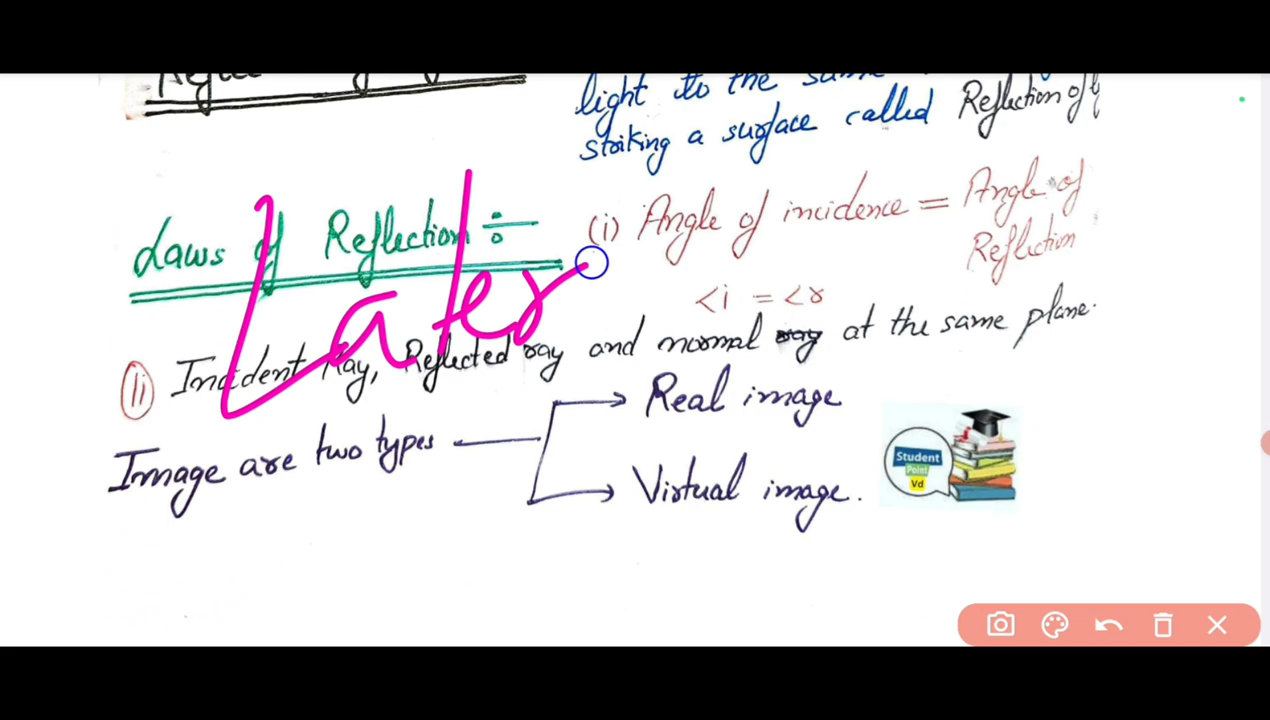 light to the same
striking a surface called Reflection of
Laws of Reflection ÷
(i) Angle of incidence = Angle of
Reflection
<i = <r
Later
(ii) Incident Ray, Reflected ray and normal ray at the same plane.
Image are two types
Real image
Virtual image.
Student
Point
Vd